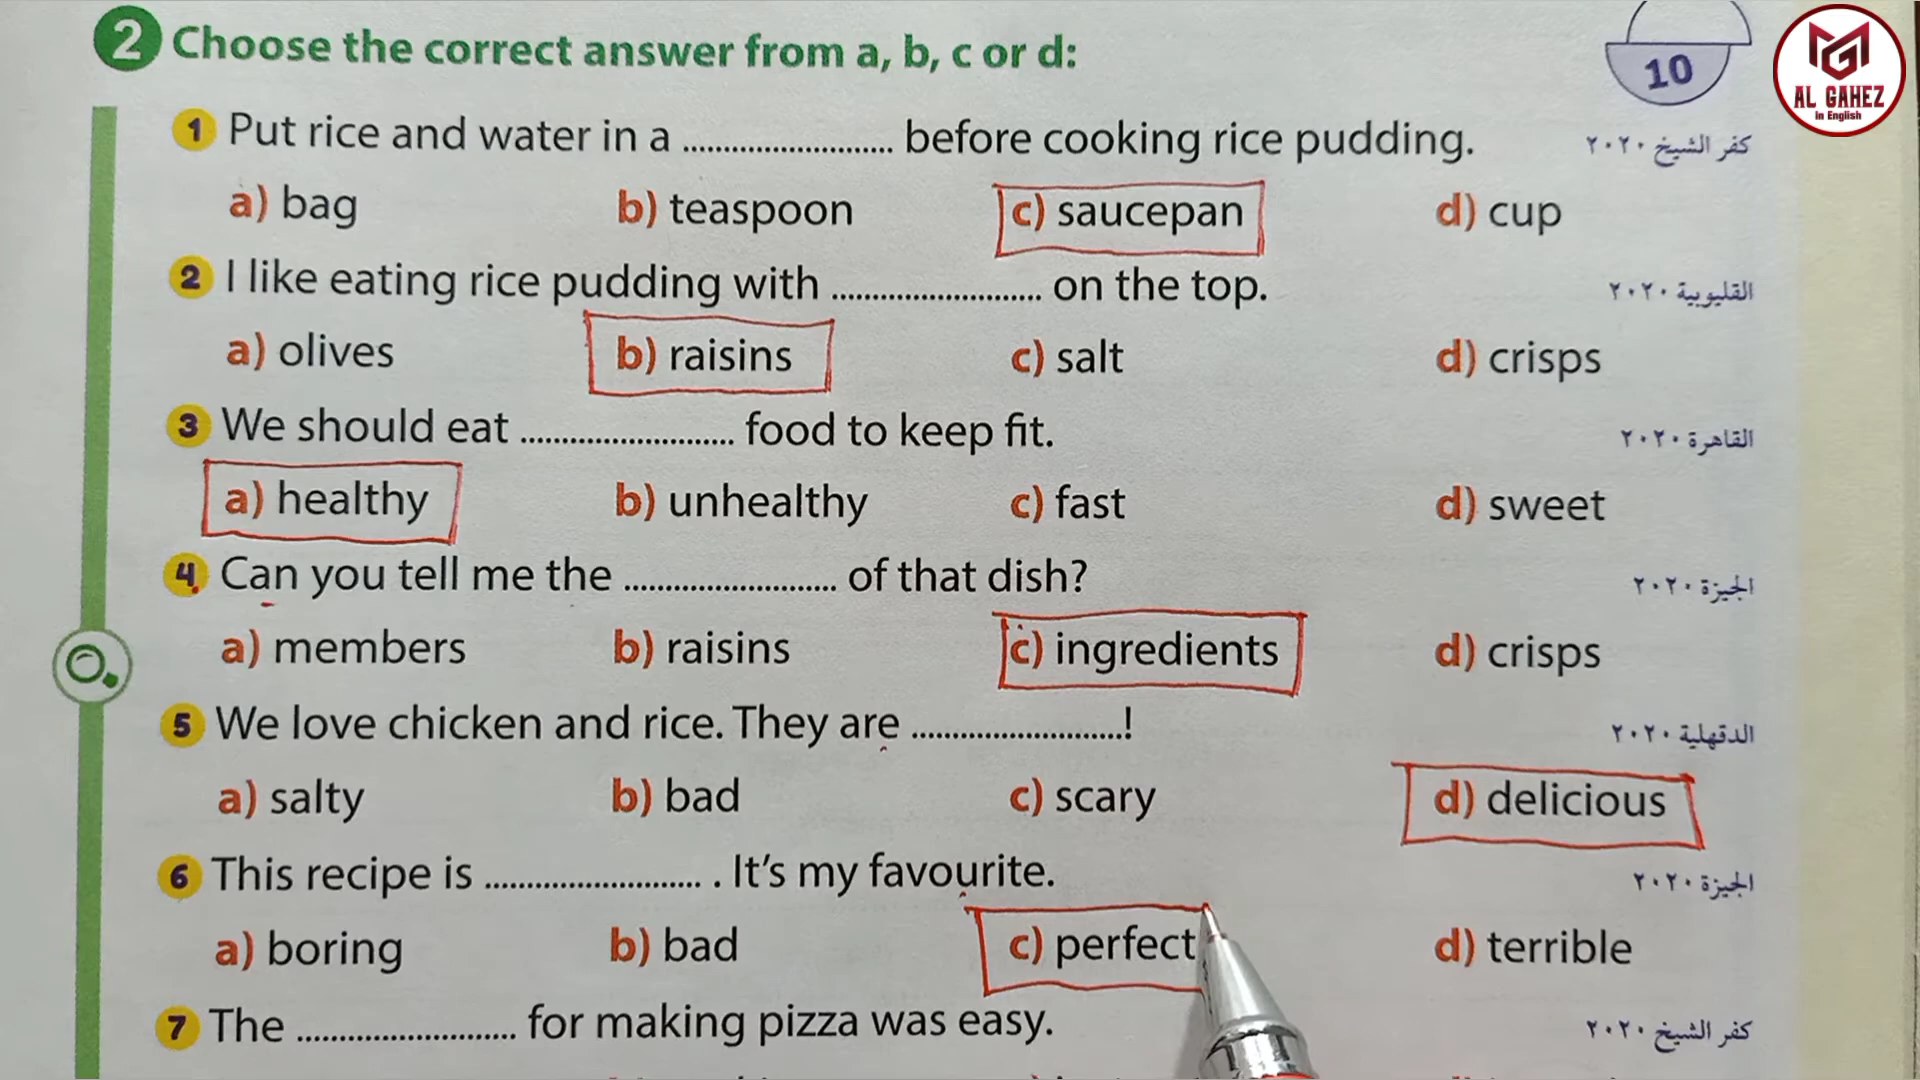 2 Choose the correct answer from a, b, c or d:
10
AL GAHEZ
in English
1 Put rice and water in a ........................ before cooking rice pudding. كفر الشيخ ٢٠٢٠
a) bag b) teaspoon c) saucepan d) cup
2 I like eating rice pudding with ........................ on the top. القليوبية ٢٠٢٠
a) olives b) raisins c) salt d) crisps
3 We should eat ........................ food to keep fit. القاهرة ٢٠٢٠
a) healthy b) unhealthy c) fast d) sweet
4 Can you tell me the ........................ of that dish? الجيزة ٢٠٢٠
a) members b) raisins c) ingredients d) crisps
5 We love chicken and rice. They are ........................! الدقهلية ٢٠٢٠
a) salty b) bad c) scary d) delicious
6 This recipe is ........................ . It's my favourite. الجيزة ٢٠٢٠
a) boring b) bad c) perfect d) terrible
7 The ........................ for making pizza was easy. كفر الشيخ ٢٠٢٠